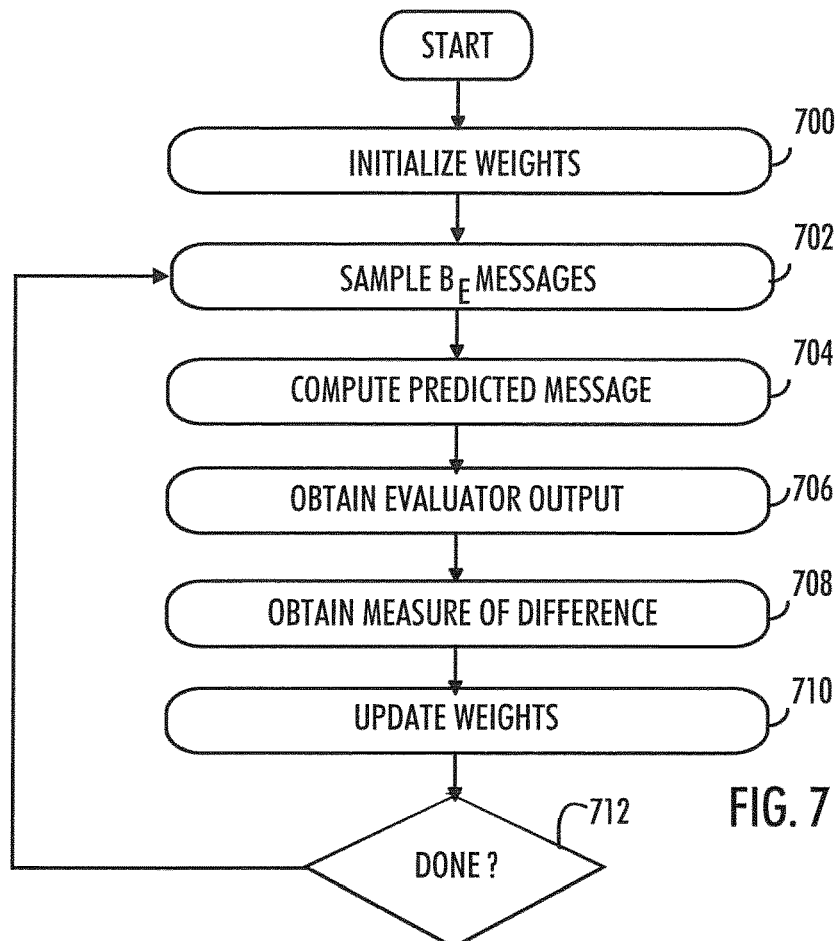 START
700
INITIALIZE WEIGHTS
702
SAMPLE B_E MESSAGES
704
COMPUTE PREDICTED MESSAGE
706
OBTAIN EVALUATOR OUTPUT
708
OBTAIN MEASURE OF DIFFERENCE
710
UPDATE WEIGHTS
712
DONE ?
FIG. 7